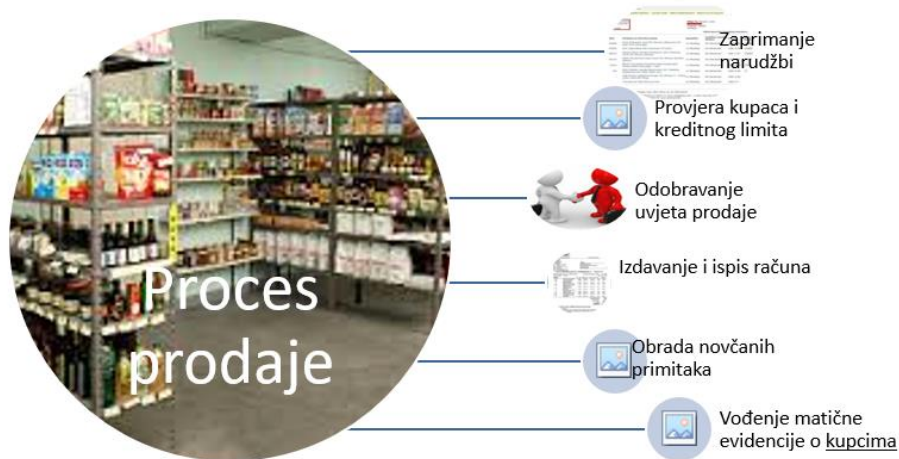 Proces
prodaje
Zaprimanje
narudžbi
Provjera kupaca i
kreditnog limita
Odobravanje
uvjeta prodaje
Izdavanje i ispis računa
Obrada novčanih
primitaka
Vođenje matične
evidencije o kupcima